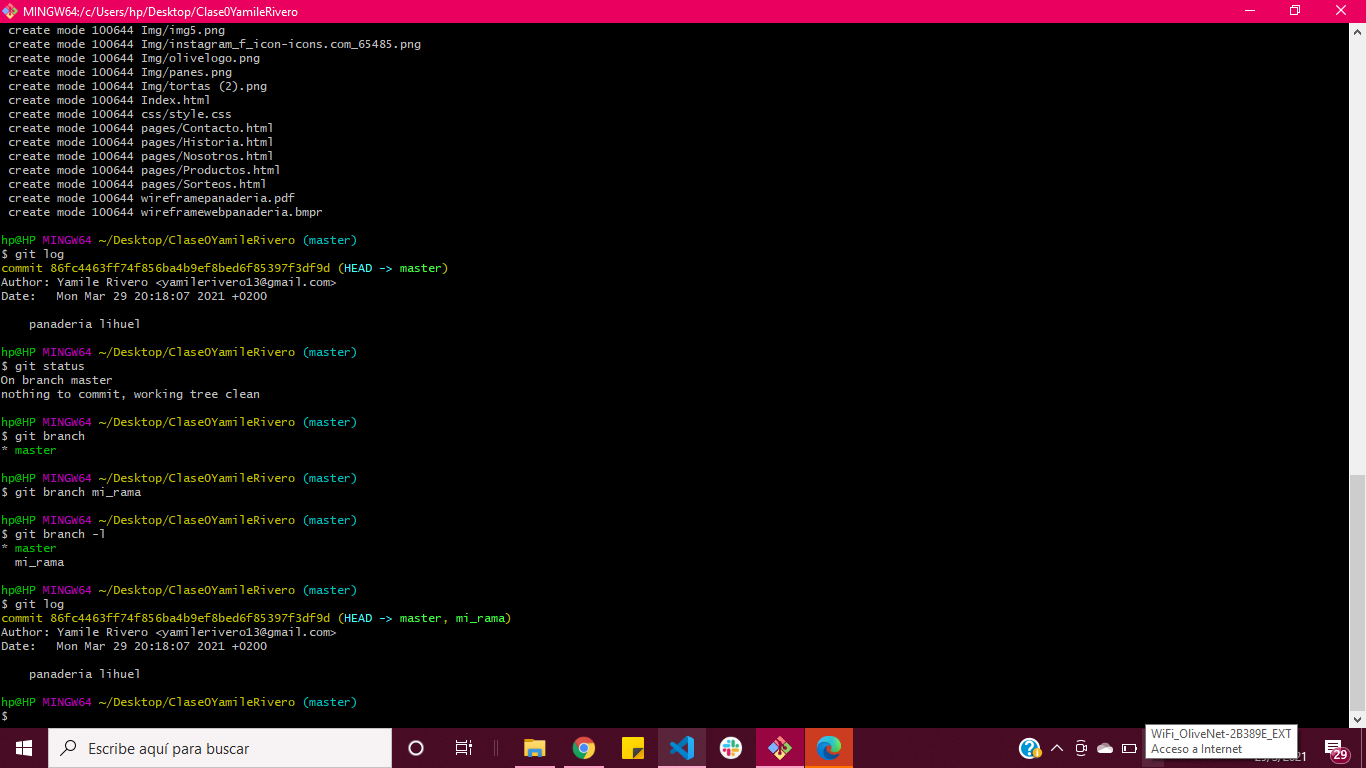 MINGW64:/c/Users/hp/Desktop/Clase0YamileRivero
create mode 100644 Img/img5.png
create mode 100644 Img/instagram_f_icon-icons.com_65485.png
create mode 100644 Img/olivelogo.png
create mode 100644 Img/panes.png
create mode 100644 Img/tortas (2).png
create mode 100644 Index.html
create mode 100644 css/style.css
create mode 100644 pages/Contacto.html
create mode 100644 pages/Historia.html
create mode 100644 pages/Nosotros.html
create mode 100644 pages/Productos.html
create mode 100644 pages/Sorteos.html
create mode 100644 wireframepanaderia.pdf
create mode 100644 wireframewebpanaderia.bmpr
hp@HP MINGW64 ~/Desktop/Clase0YamileRivero (master)
$ git log
commit 86fc4463ff74f856ba4b9ef8bed6f85397f3df9d (HEAD -> master)
Author: Yamile Rivero <yamilerivero13@gmail.com>
Date:   Mon Mar 29 20:18:07 2021 +0200
panaderia lihuel
hp@HP MINGW64 ~/Desktop/Clase0YamileRivero (master)
$ git status
On branch master
nothing to commit, working tree clean
hp@HP MINGW64 ~/Desktop/Clase0YamileRivero (master)
$ git branch
* master
hp@HP MINGW64 ~/Desktop/Clase0YamileRivero (master)
$ git branch mi_rama
hp@HP MINGW64 ~/Desktop/Clase0YamileRivero (master)
$ git branch -l
* master
mi_rama
hp@HP MINGW64 ~/Desktop/Clase0YamileRivero (master)
$ git log
commit 86fc4463ff74f856ba4b9ef8bed6f85397f3df9d (HEAD -> master, mi_rama)
Author: Yamile Rivero <yamilerivero13@gmail.com>
Date:   Mon Mar 29 20:18:07 2021 +0200
panaderia lihuel
hp@HP MINGW64 ~/Desktop/Clase0YamileRivero (master)
$
Escribe aquí para buscar
WiFi_OliveNet-2B389E_EXT
Acceso a Internet
29